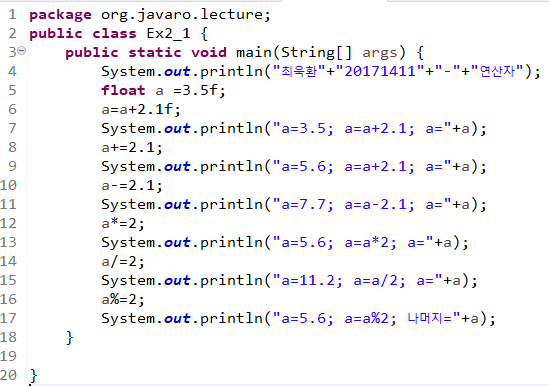 1 package org.javaro.lecture;
2 public class Ex2_1 {
3 public static void main(String[] args) {
4 System.out.println("최욱환"+"20171411"+"-"+"연산자");
5 float a =3.5f;
6 a=a+2.1f;
7 System.out.println("a=3.5; a=a+2.1; a="+a);
8 a+=2.1;
9 System.out.println("a=5.6; a=a+2.1; a="+a);
10 a-=2.1;
11 System.out.println("a=7.7; a=a-2.1; a="+a);
12 a*=2;
13 System.out.println("a=5.6; a=a*2; a="+a);
14 a/=2;
15 System.out.println("a=11.2; a=a/2; a="+a);
16 a%=2;
17 System.out.println("a=5.6; a=a%2; 나머지="+a);
18 }
19
20 }